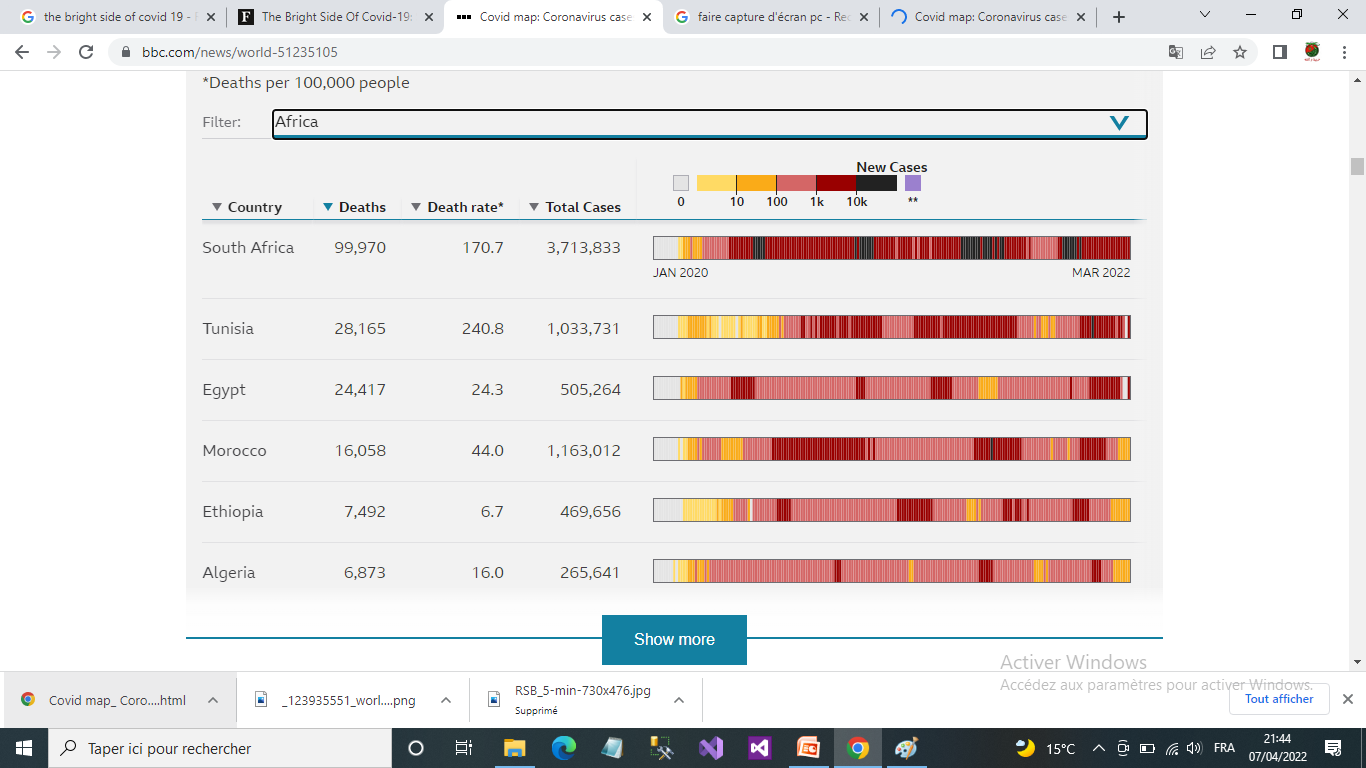 the bright side of covid 19 - 
The Bright Side Of Covid-19:
Covid map: Coronavirus case
faire capture d'écran pc - Rec
Covid map: Coronavirus case
bbc.com/news/world-51235105
*Deaths per 100,000 people
Filter: Africa
New Cases
0 10 100 1k 10k **
Country Deaths Death rate* Total Cases
South Africa 99,970 170.7 3,713,833
JAN 2020 MAR 2022
Tunisia 28,165 240.8 1,033,731
Egypt 24,417 24.3 505,264
Morocco 16,058 44.0 1,163,012
Ethiopia 7,492 6.7 469,656
Algeria 6,873 16.0 265,641
Show more
Activer Windows
Accédez aux paramètres pour activer Windows.
Covid map_ Coro....html
_123935551_worl....png
RSB_5-min-730x476.jpg
Supprimé
Tout afficher
Taper ici pour rechercher
15°C
FRA
21:44
07/04/2022